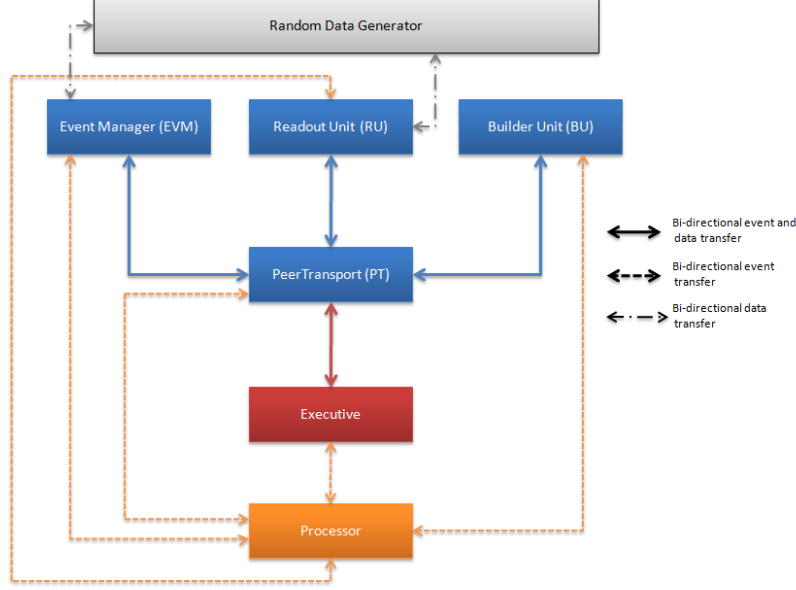 Random Data Generator
Event Manager (EVM)
Readout Unit (RU)
Builder Unit (BU)
Bi-directional event and
data transfer
PeerTransport (PT)
Bi-directional event
transfer
Bi-directional data
transfer
Executive
Processor